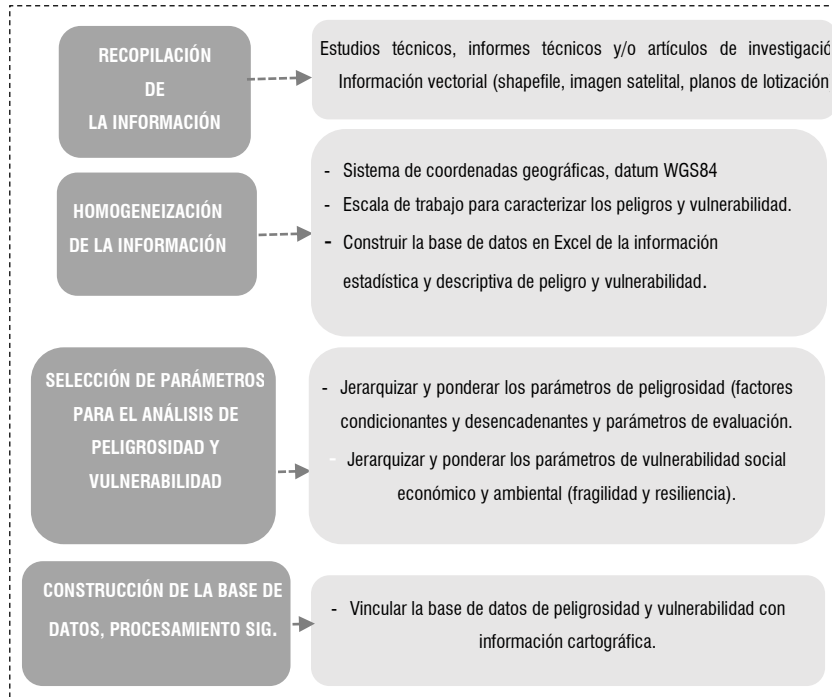 RECOPILACIÓN
DE
LA INFORMACIÓN
Estudios técnicos, informes técnicos y/o artículos de investigació
Información vectorial (shapefile, imagen satelital, planos de lotización
HOMOGENEIZACIÓN
DE LA INFORMACIÓN
- Sistema de coordenadas geográficas, datum WGS84
- Escala de trabajo para caracterizar los peligros y vulnerabilidad.
- Construir la base de datos en Excel de la información
estadística y descriptiva de peligro y vulnerabilidad.
SELECCIÓN DE PARÁMETROS
PARA EL ANÁLISIS DE
PELIGROSIDAD Y
VULNERABILIDAD
- Jerarquizar y ponderar los parámetros de peligrosidad (factores
condicionantes y desencadenantes y parámetros de evaluación.
- Jerarquizar y ponderar los parámetros de vulnerabilidad social
económico y ambiental (fragilidad y resiliencia).
CONSTRUCCIÓN DE LA BASE DE
DATOS, PROCESAMIENTO SIG.
- Vincular la base de datos de peligrosidad y vulnerabilidad con
información cartográfica.